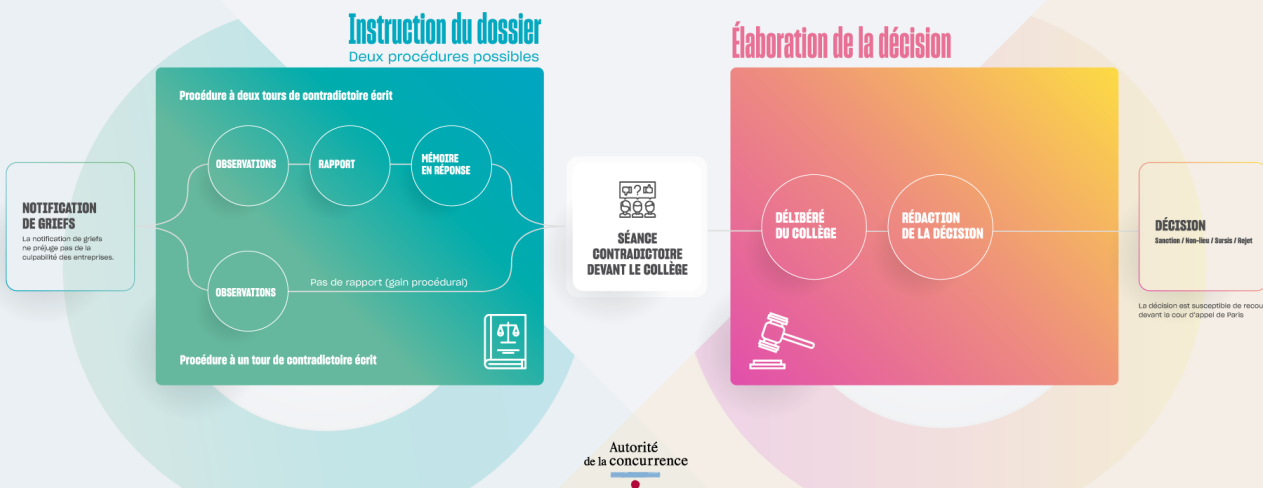 Instruction du dossier
Deux procédures possibles
Élaboration de la décision
NOTIFICATION
DE GRIEFS
La notification de griefs
ne préjuge pas de la
culpabilité des entreprises.
Procédure à deux tours de contradictoire écrit
OBSERVATIONS
RAPPORT
MÉMOIRE
EN RÉPONSE
OBSERVATIONS
Pas de rapport (gain procédural)
Procédure à un tour de contradictoire écrit
?
SÉANCE
CONTRADICTOIRE
DEVANT LE COLLÈGE
DÉLIBÉRÉ
DU COLLÈGE
RÉDACTION
DE LA DÉCISION
DÉCISION
Sanction / Non-lieu / Sursis / Rejet
La décision est susceptible de recou
devant la cour d'appel de Paris
Autorité
de la concurrence